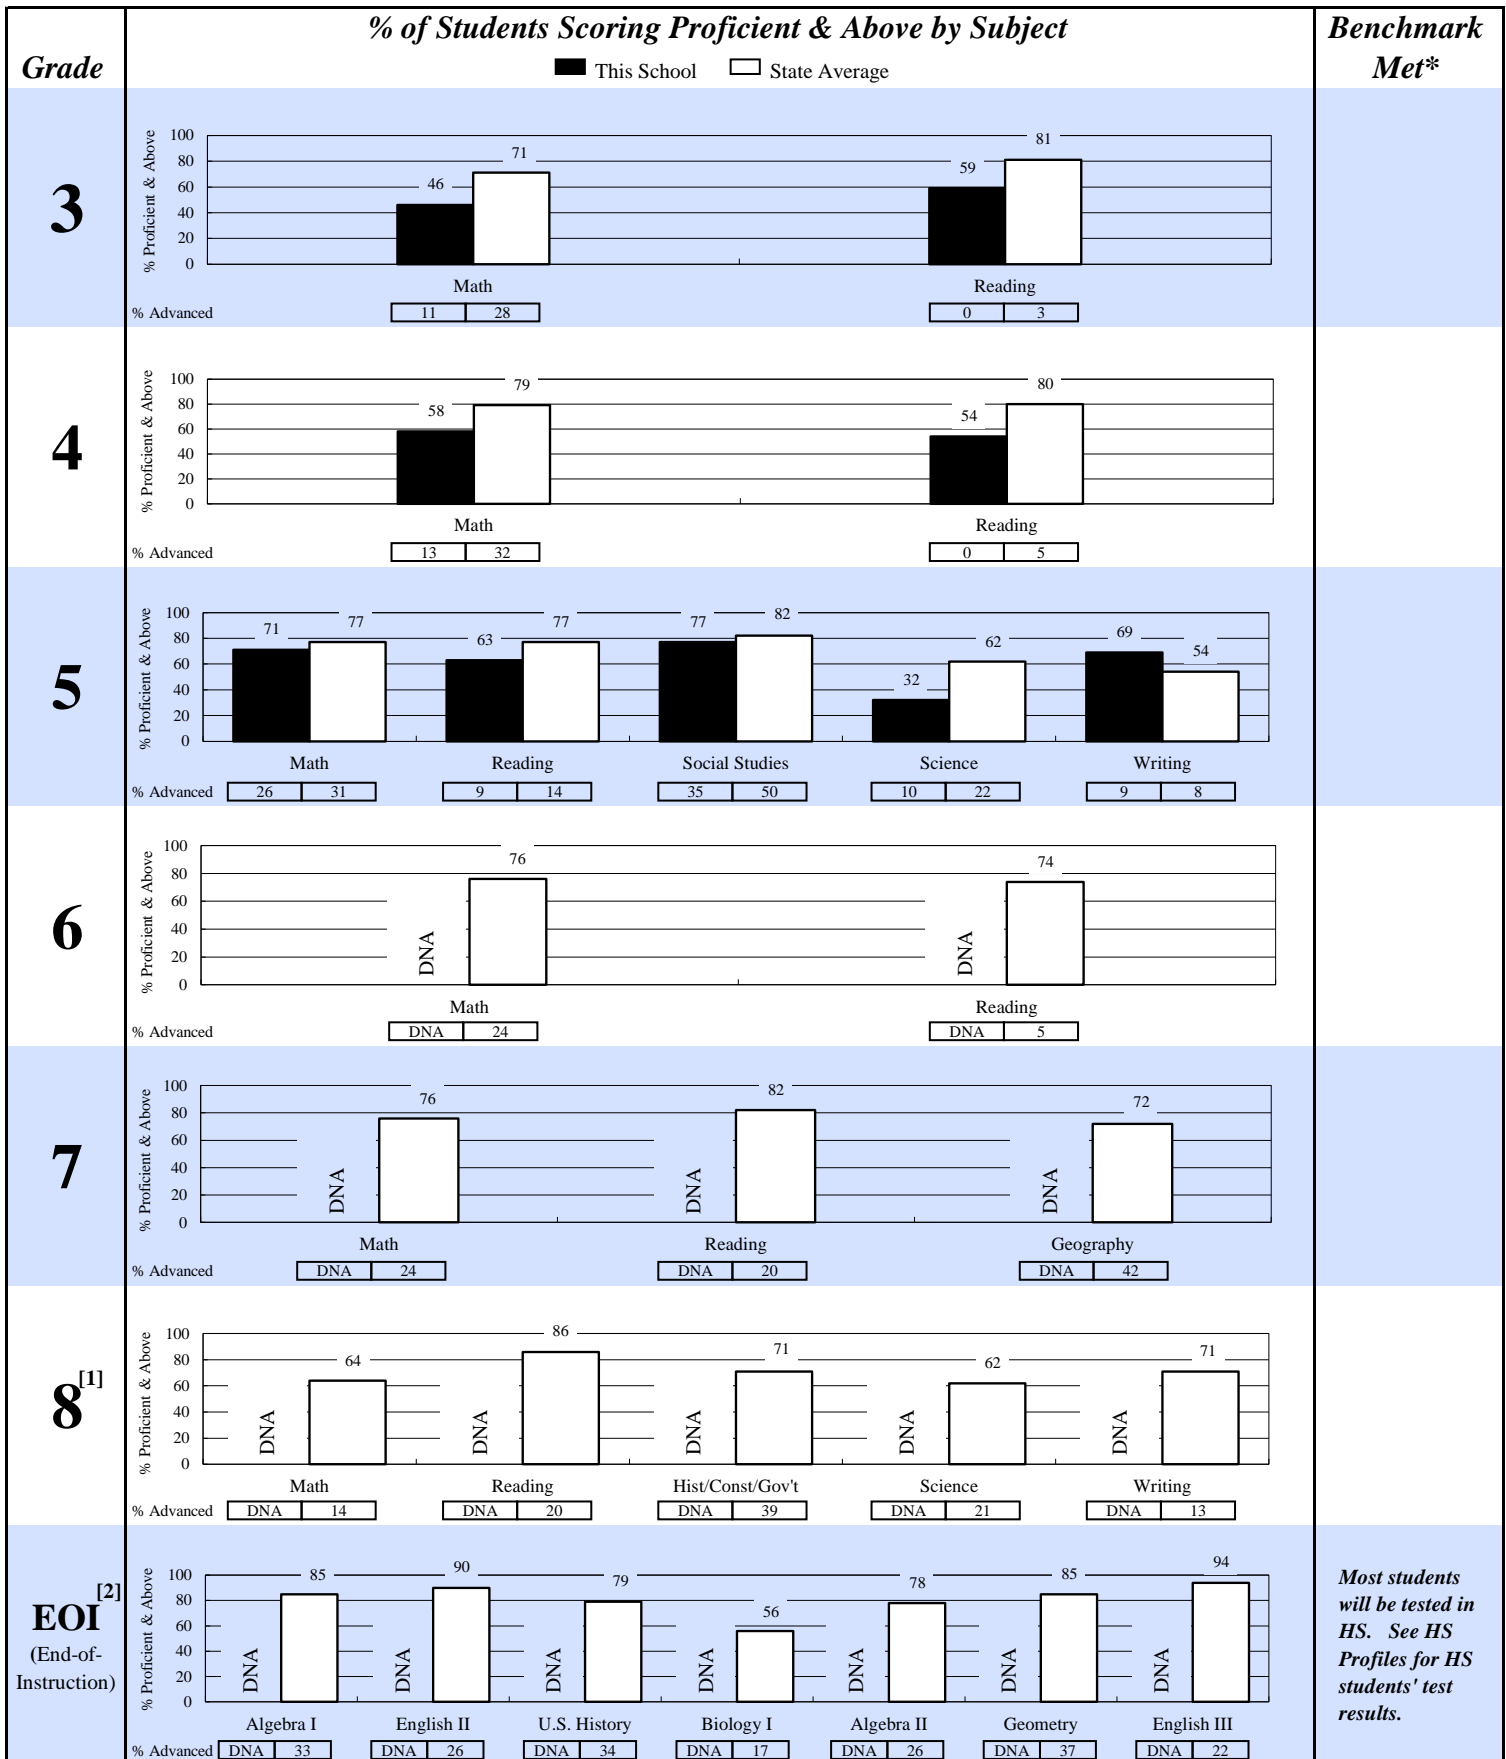 % of Students Scoring Proficient & Above by Subject
Benchmark
Met*
Grade
This School State Average
3
% Proficient & Above
100
80
60
40
20
0
46 71 59 81
Math Reading
% Advanced 11 28 0 3
4
% Proficient & Above
100
80
60
40
20
0
58 79 54 80
Math Reading
% Advanced 13 32 0 5
5
% Proficient & Above
100
80
60
40
20
0
71 77 63 77 77 82 32 62 69 54
Math Reading Social Studies Science Writing
% Advanced 26 31 9 14 35 50 10 22 9 8
6
% Proficient & Above
100
80
60
40
20
0
DNA 76 DNA 74
Math Reading
% Advanced DNA 24 DNA 5
7
% Proficient & Above
100
80
60
40
20
0
DNA 76 DNA 82 DNA 72
Math Reading Geography
% Advanced DNA 24 DNA 20 DNA 42
8[1]
% Proficient & Above
100
80
60
40
20
0
DNA 64 DNA 86 DNA 71 DNA 62 DNA 71
Math Reading Hist/Const/Gov't Science Writing
% Advanced DNA 14 DNA 20 DNA 39 DNA 21 DNA 13
EOI[2]
(End-of-
Instruction)
% Proficient & Above
100
80
60
40
20
0
DNA 85 DNA 90 DNA 79 DNA 56 DNA 78 DNA 85 DNA 94
Algebra I English II U.S. History Biology I Algebra II Geometry English III
% Advanced DNA 33 DNA 26 DNA 34 DNA 17 DNA 26 DNA 37 DNA 22
Most students
will be tested in
HS. See HS
Profiles for HS
students' test
results.